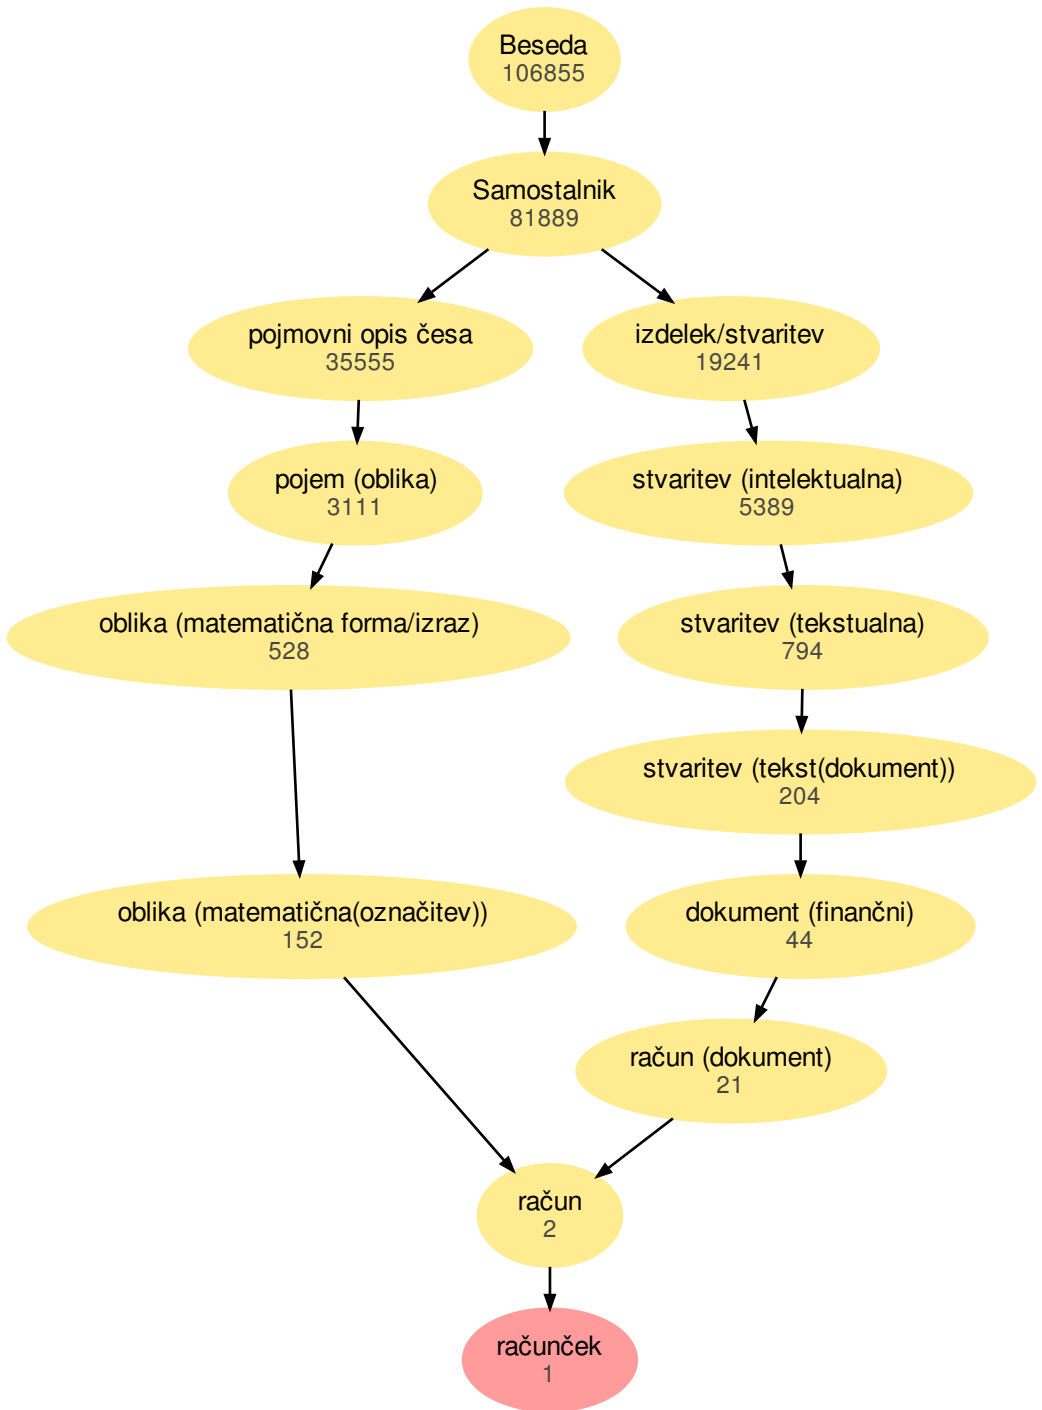 Beseda
106855
Samostalnik
81889
pojmovni opis česa
35555
izdelek/stvaritev
19241
pojem (oblika)
3111
stvaritev (intelektualna)
5389
oblika (matematična forma/izraz)
528
stvaritev (tekstualna)
794
stvaritev (tekst(dokument))
204
oblika (matematična(označitev))
152
dokument (finančni)
44
račun (dokument)
21
račun
2
računček
1